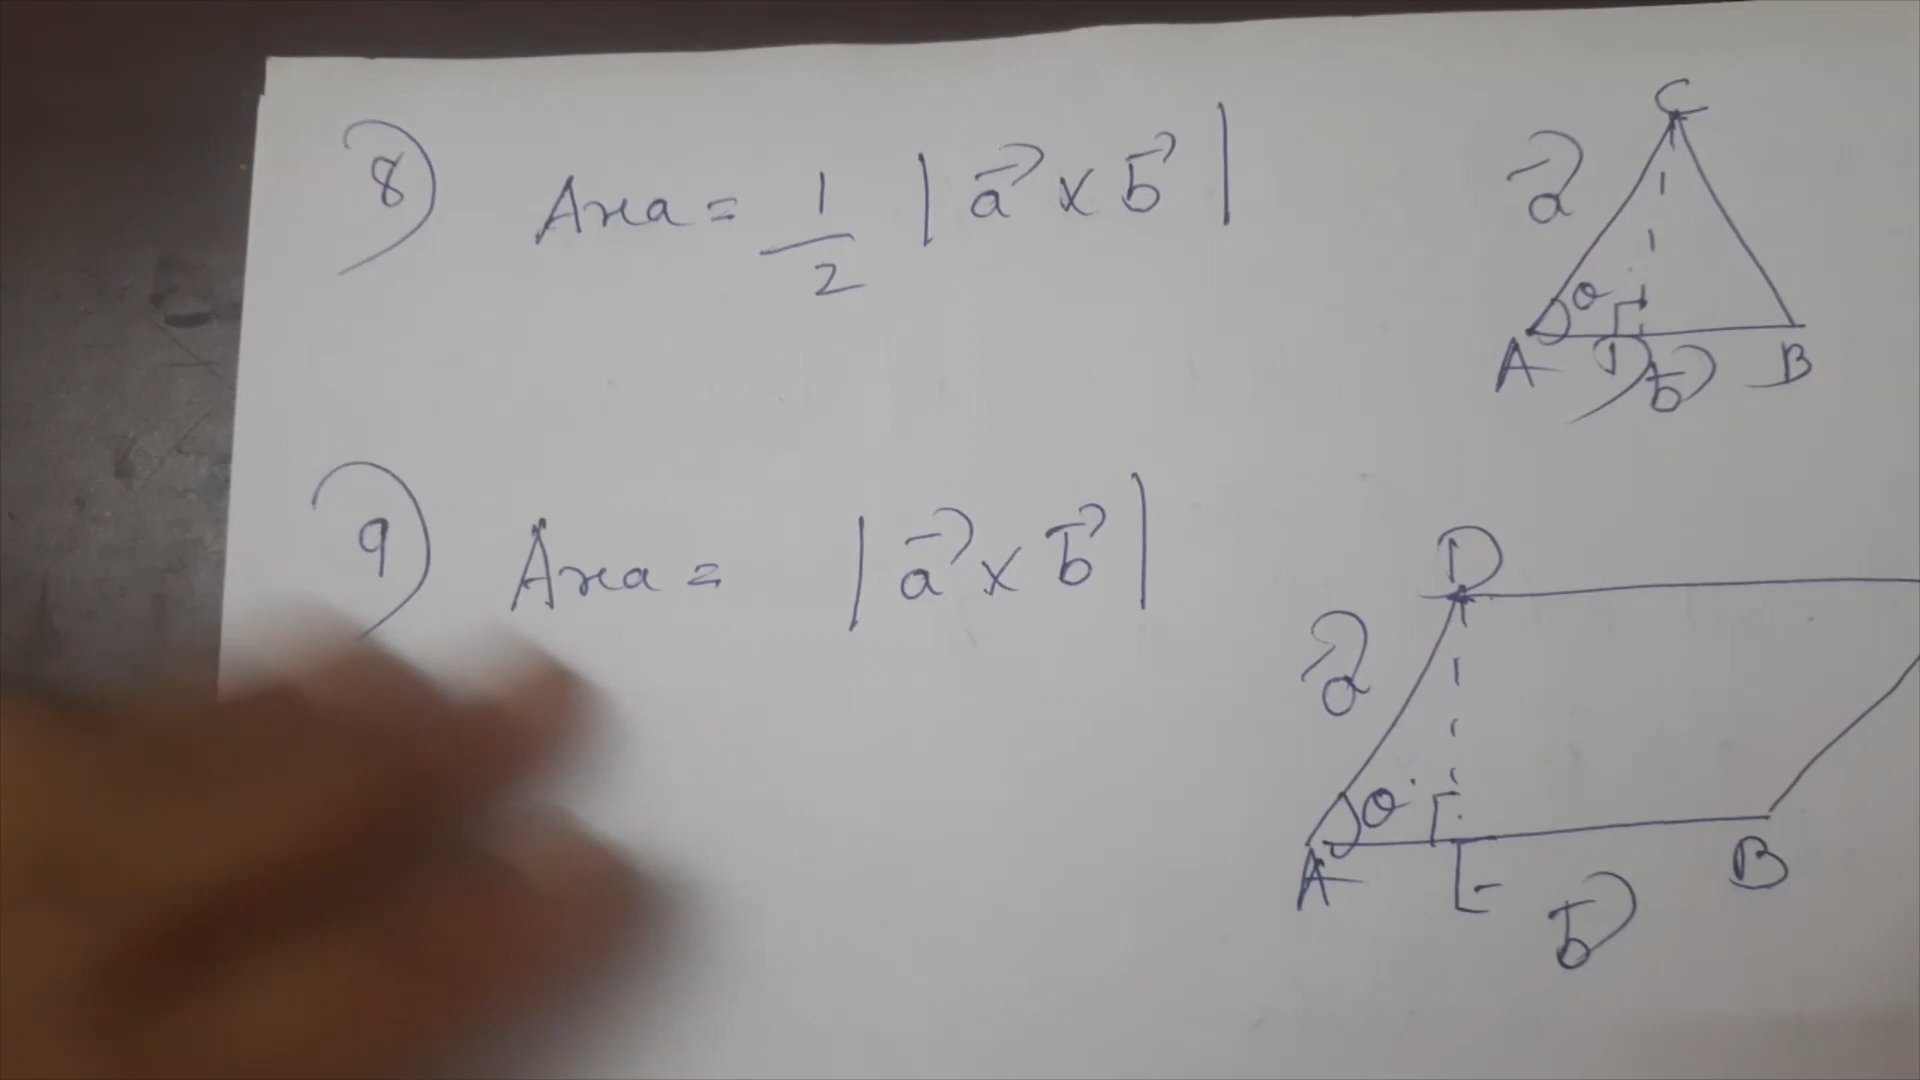 8) Area = 1/2 | a⃗ × b⃗ |
C
a⃗
θ
A D b⃗ B
9) Area = | a⃗ × b⃗ |
D
a⃗
θ
A E B
b⃗